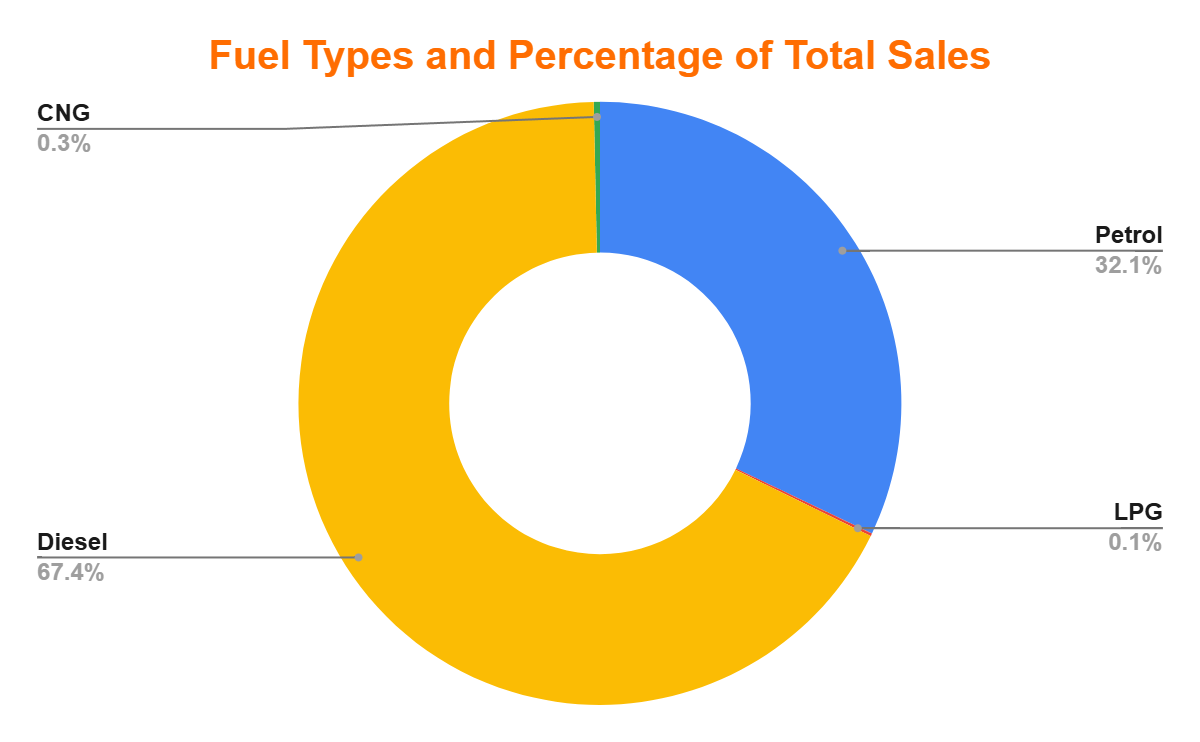 Fuel Types and Percentage of Total Sales
CNG
0.3%
Petrol
32.1%
LPG
0.1%
Diesel
67.4%